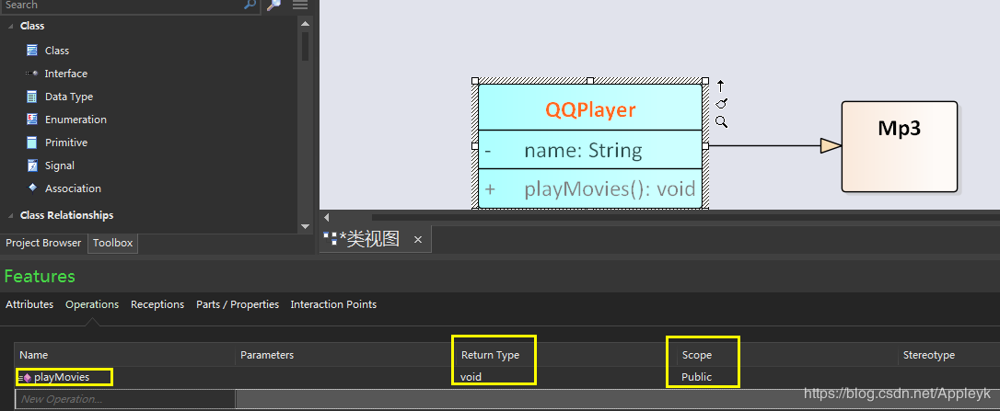 Search
Class
Class
Interface
Data Type
Enumeration
Primitive
Signal
Association
Class Relationships
Project Browser Toolbox
QQPlayer
- name: String
+ playMovies(): void
Mp3
*类视图 ×
Features
Attributes Operations Receptions Parts / Properties Interaction Points
Name Parameters Return Type Scope Stereotype
playMovies void Public
New Operation...
https://blog.csdn.net/Appleyk